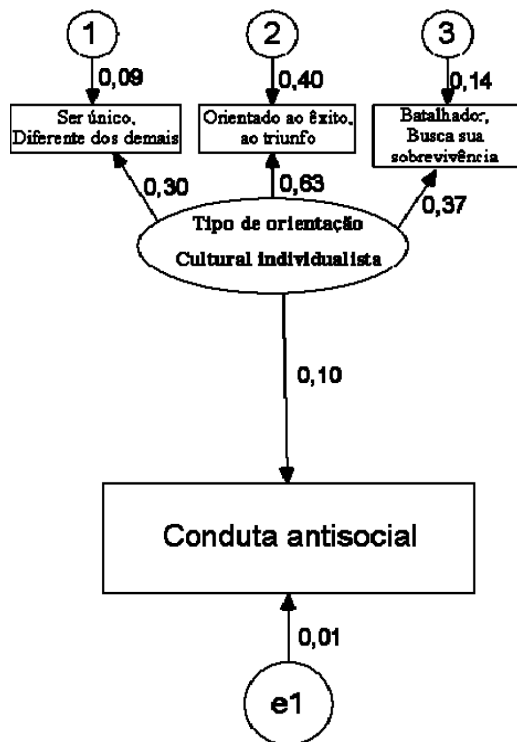 1
2
3
0,09
0,40
0,14
Ser único,
Diferente dos demais
Orientado ao êxito,
ao triunfo
Batalhador,
Busca sua
sobrevivência
0,30
0,63
0,37
Tipo de orientação
Cultural individualista
0,10
Conduta antisocial
0,01
e1